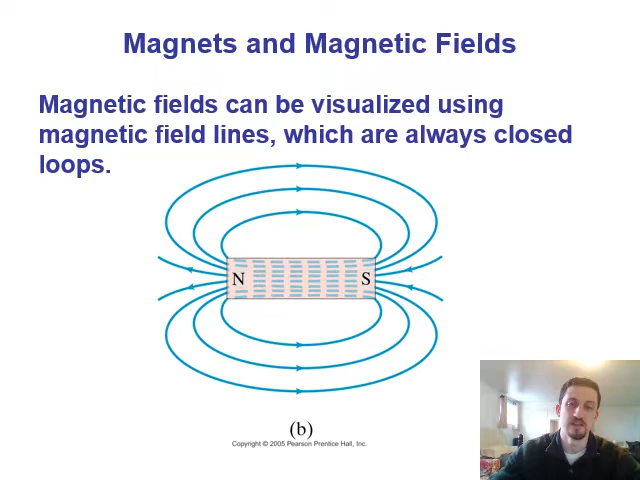 Magnets and Magnetic Fields
Magnetic fields can be visualized using
magnetic field lines, which are always closed
loops.
N S
(b)
Copyright © 2005 Pearson Prentice Hall, Inc.